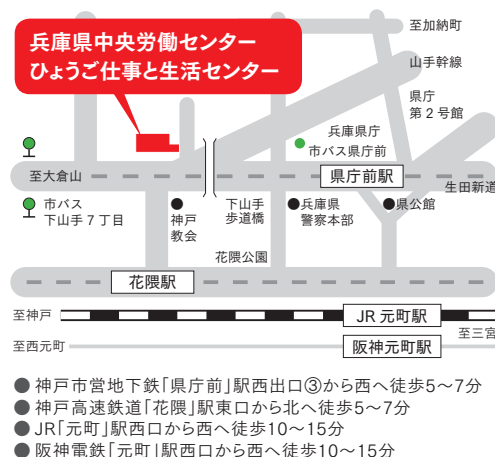 至加納町
兵庫県中央労働センター
ひょうご仕事と生活センター
山手幹線
県庁
第2号館
兵庫県庁
市バス県庁前
至大倉山
県庁前駅
生田新道
市バス
下山手7丁目
神戸
教会
下山手
歩道橋
兵庫県
警察本部
県公館
花隈公園
花隈駅
至神戸
JR 元町駅
至三宮
至西元町
阪神元町駅
●神戸市営地下鉄「県庁前」駅西出口③から西へ徒歩5〜7分
●神戸高速鉄道「花隈」駅東口から北へ徒歩5〜7分
●JR「元町」駅西口から西へ徒歩10〜15分
●阪神電鉄「元町」駅西口から西へ徒歩10〜15分